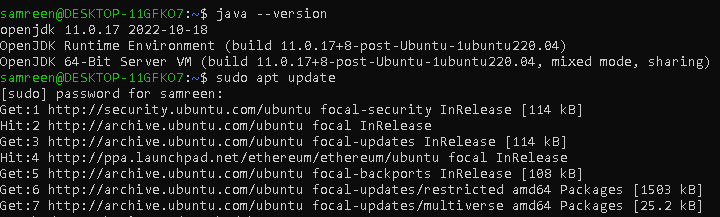 samreen@DESKTOP-11GFKO7:~$ java --version
openjdk 11.0.17 2022-10-18
OpenJDK Runtime Environment (build 11.0.17+8-post-Ubuntu-1ubuntu220.04)
OpenJDK 64-Bit Server VM (build 11.0.17+8-post-Ubuntu-1ubuntu220.04, mixed mode, sharing)
samreen@DESKTOP-11GFKO7:~$ sudo apt update
[sudo] password for samreen:
Get:1 http://security.ubuntu.com/ubuntu focal-security InRelease [114 kB]
Hit:2 http://archive.ubuntu.com/ubuntu focal InRelease
Get:3 http://archive.ubuntu.com/ubuntu focal-updates InRelease [114 kB]
Hit:4 http://ppa.launchpad.net/ethereum/ethereum/ubuntu focal InRelease
Get:5 http://archive.ubuntu.com/ubuntu focal-backports InRelease [108 kB]
Get:6 http://archive.ubuntu.com/ubuntu focal-updates/restricted amd64 Packages [1503 kB]
Get:7 http://archive.ubuntu.com/ubuntu focal-updates/multiverse amd64 Packages [25.2 kB]